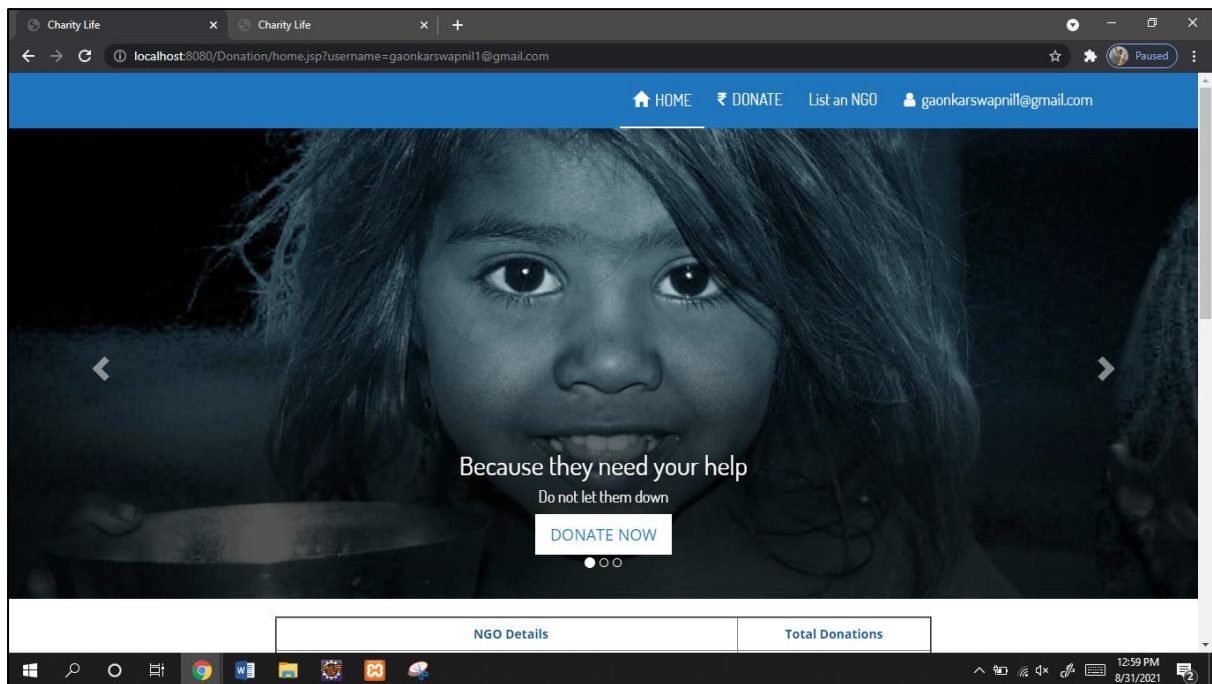 Charity Life
Charity Life
localhost:8080/Donation/home.jsp?username=gaonkarswapnil1@gmail.com
Paused
HOME ₹ DONATE List an NGO gaonkarswapnil1@gmail.com
Because they need your help
Do not let them down
DONATE NOW
NGO Details Total Donations
12:59 PM
8/31/2021
2